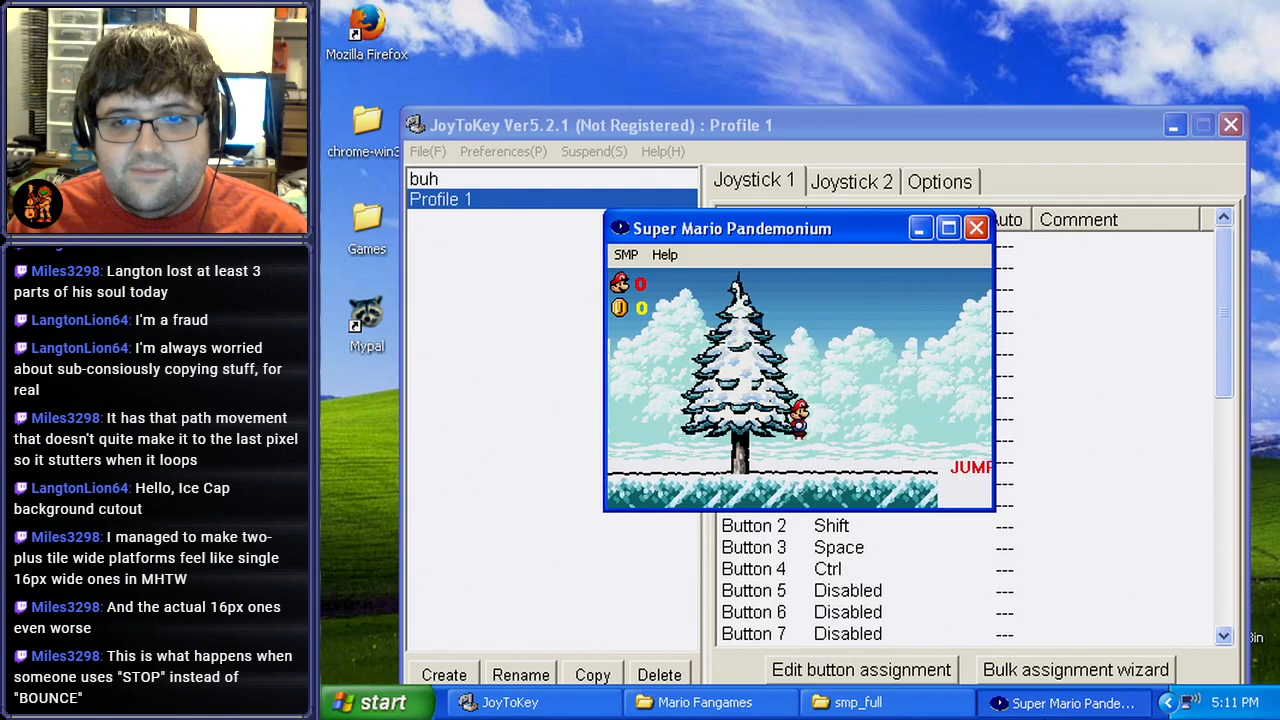 Miles3298: Langton lost at least 3
parts of his soul today
LangtonLion64: I'm a fraud
LangtonLion64: I'm always worried
about sub-consiously copying stuff, for
real
Miles3298: It has that path movement
that doesn't quite make it to the last pixel
so it stutters when it loops
LangtonLion64: Hello, Ice Cap
background cutout
Miles3298: I managed to make two-
plus tile wide platforms feel like single
16px wide ones in MHTW
Miles3298: And the actual 16px ones
even worse
Miles3298: This is what happens when
someone uses "STOP" instead of
"BOUNCE"
Mozilla Firefox
chrome-win3
Games
Mypal
JoyToKey Ver5.2.1 (Not Registered) : Profile 1
File(F) Preferences(P) Suspend(S) Help(H)
buh
Profile 1
Joystick 1 Joystick 2 Options
Auto Comment
Super Mario Pandemonium
SMP Help
0
0
JUMP
---
---
---
---
---
---
---
---
---
---
---
---
---
Button 2 Shift ---
Button 3 Space ---
Button 4 Ctrl ---
Button 5 Disabled ---
Button 6 Disabled ---
Button 7 Disabled ---
Create Rename Copy Delete
Edit button assignment Bulk assignment wizard
start JoyToKey Mario Fangames smp_full Super Mario Pande... 5:11 PM